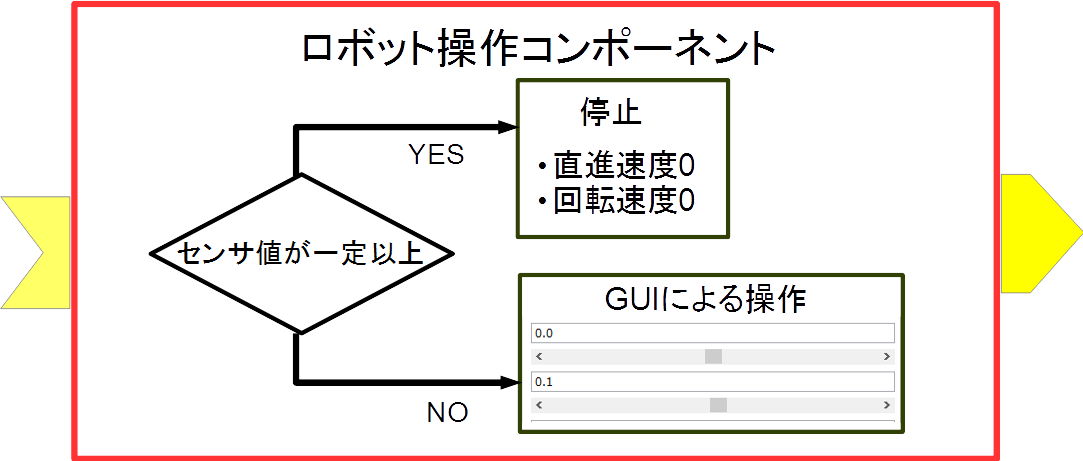 ロボット操作コンポーネント
停止
YES
・直進速度0
・回転速度0
センサ値が一定以上
GUIによる操作
0.0
0.1
NO